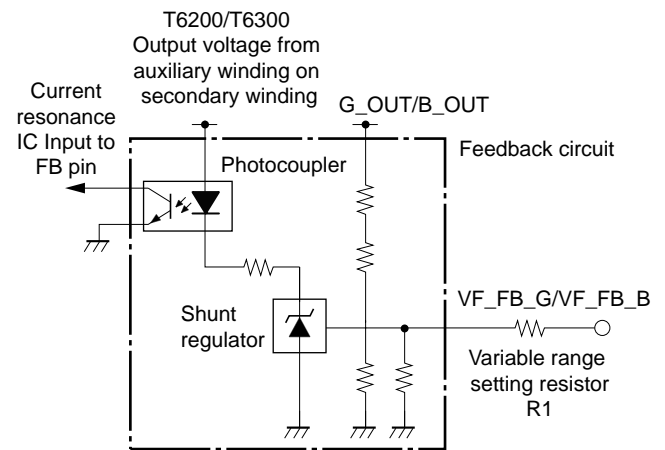 T6200/T6300
Output voltage from
auxiliary winding on
secondary winding
Current
resonance
IC Input to
FB pin
G_OUT/B_OUT
Photocoupler
Feedback circuit
Shunt
regulator
VF_FB_G/VF_FB_B
Variable range
setting resistor
R1